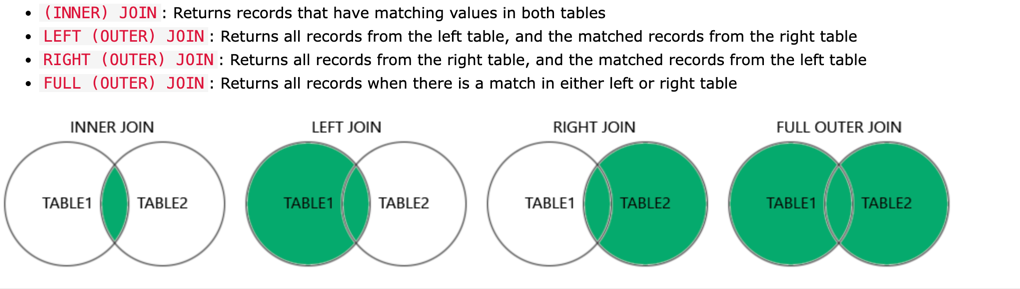 (INNER) JOIN : Returns records that have matching values in both tables
LEFT (OUTER) JOIN : Returns all records from the left table, and the matched records from the right table
RIGHT (OUTER) JOIN : Returns all records from the right table, and the matched records from the left table
FULL (OUTER) JOIN : Returns all records when there is a match in either left or right table
INNER JOIN LEFT JOIN RIGHT JOIN FULL OUTER JOIN
TABLE1 TABLE2 TABLE1 TABLE2 TABLE1 TABLE2 TABLE1 TABLE2